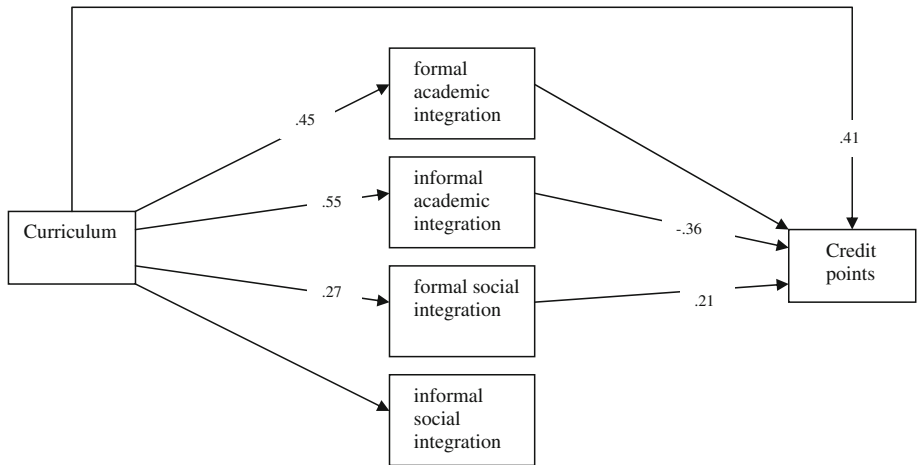 formal
academic
integration
.45
.41
informal
academic
integration
.55
-.36
Curriculum
Credit
points
formal social
integration
.27
.21
informal
social
integration